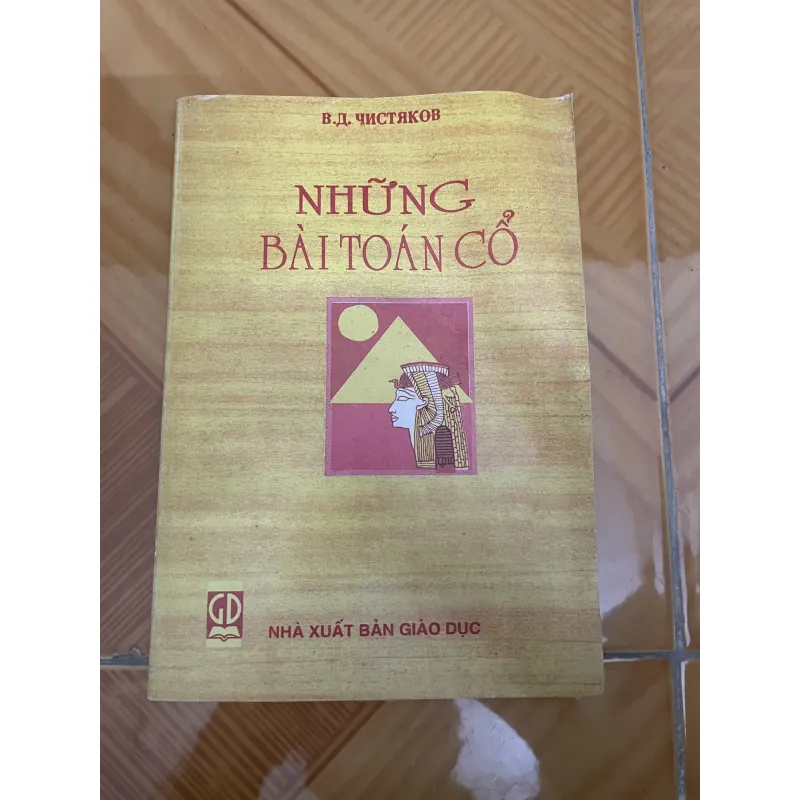 В.Д. ЧИСТЯКОВ
NHỮNG
BÀI TOÁN CỔ
GD
NHÀ XUẤT BẢN GIÁO DỤC